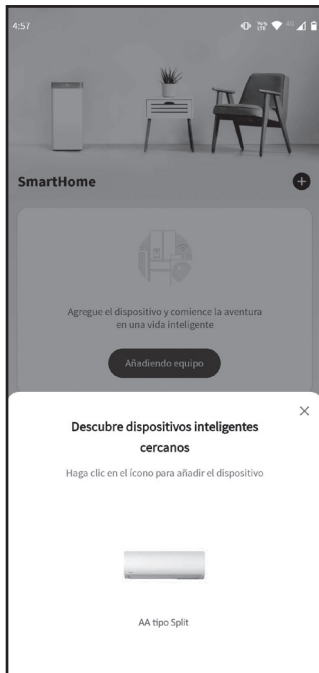 4:57
4G
SmartHome
Agregue el dispositivo y comience la aventura
en una vida inteligente
Añadiendo equipo
Descubre dispositivos inteligentes
cercanos
Haga clic en el ícono para añadir el dispositivo
AA tipo Split